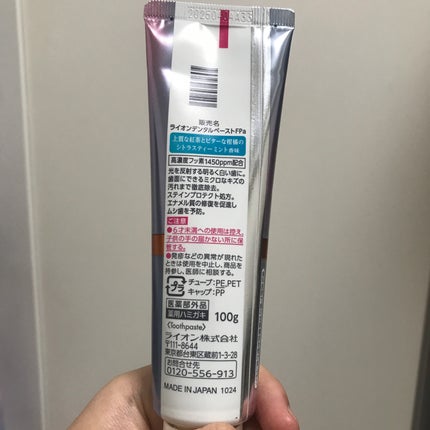 販売名
ライオンデンタルペーストFPa
上質な紅茶とビターな柑橘の
シトラスティーミント香味
高濃度フッ素1450ppm配合
光を反射する明るく白い歯に。
歯面にできるミクロなキズの
汚れまで徹底除去。
ステインプロテクト処方。
エナメル質の修復を促進し
ムシ歯を予防。
ご注意
●6才未満への使用は控え、
子供の手の届かない所に保
管する。
●発疹などの異常が現れた
ときは使用を中止し、商品を
持参し、医師に相談する。
プラ
チューブ:PE,PET
キャップ:PP
医薬部外品
薬用ハミガキ
100g
〈Toothpaste〉
ライオン株式会社
〒111-8644
東京都台東区蔵前1-3-28
お問合せ先
0120-556-913
MADE IN JAPAN 1024